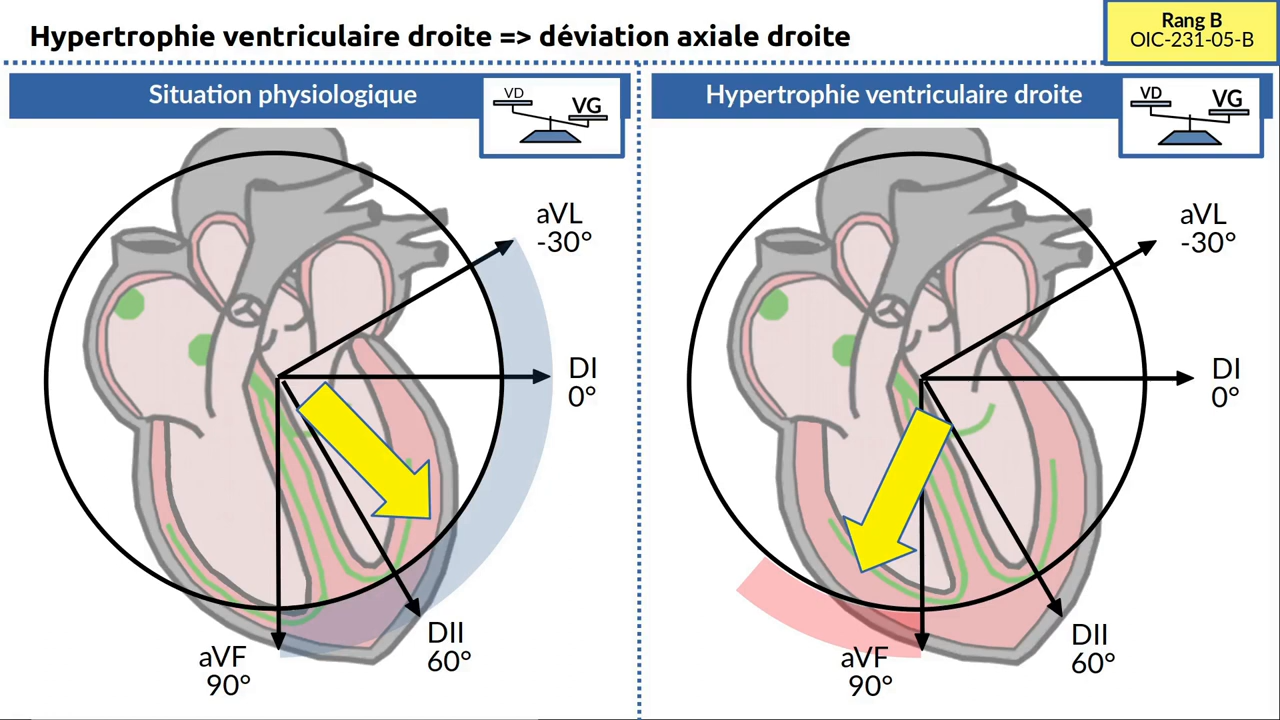 Hypertrophie ventriculaire droite => déviation axiale droite
Rang B
OIC-231-05-B
Situation physiologique
VD
VG
aVL
-30°
DI
0°
DII
60°
aVF
90°
Hypertrophie ventriculaire droite
VD
VG
aVL
-30°
DI
0°
DII
60°
aVF
90°